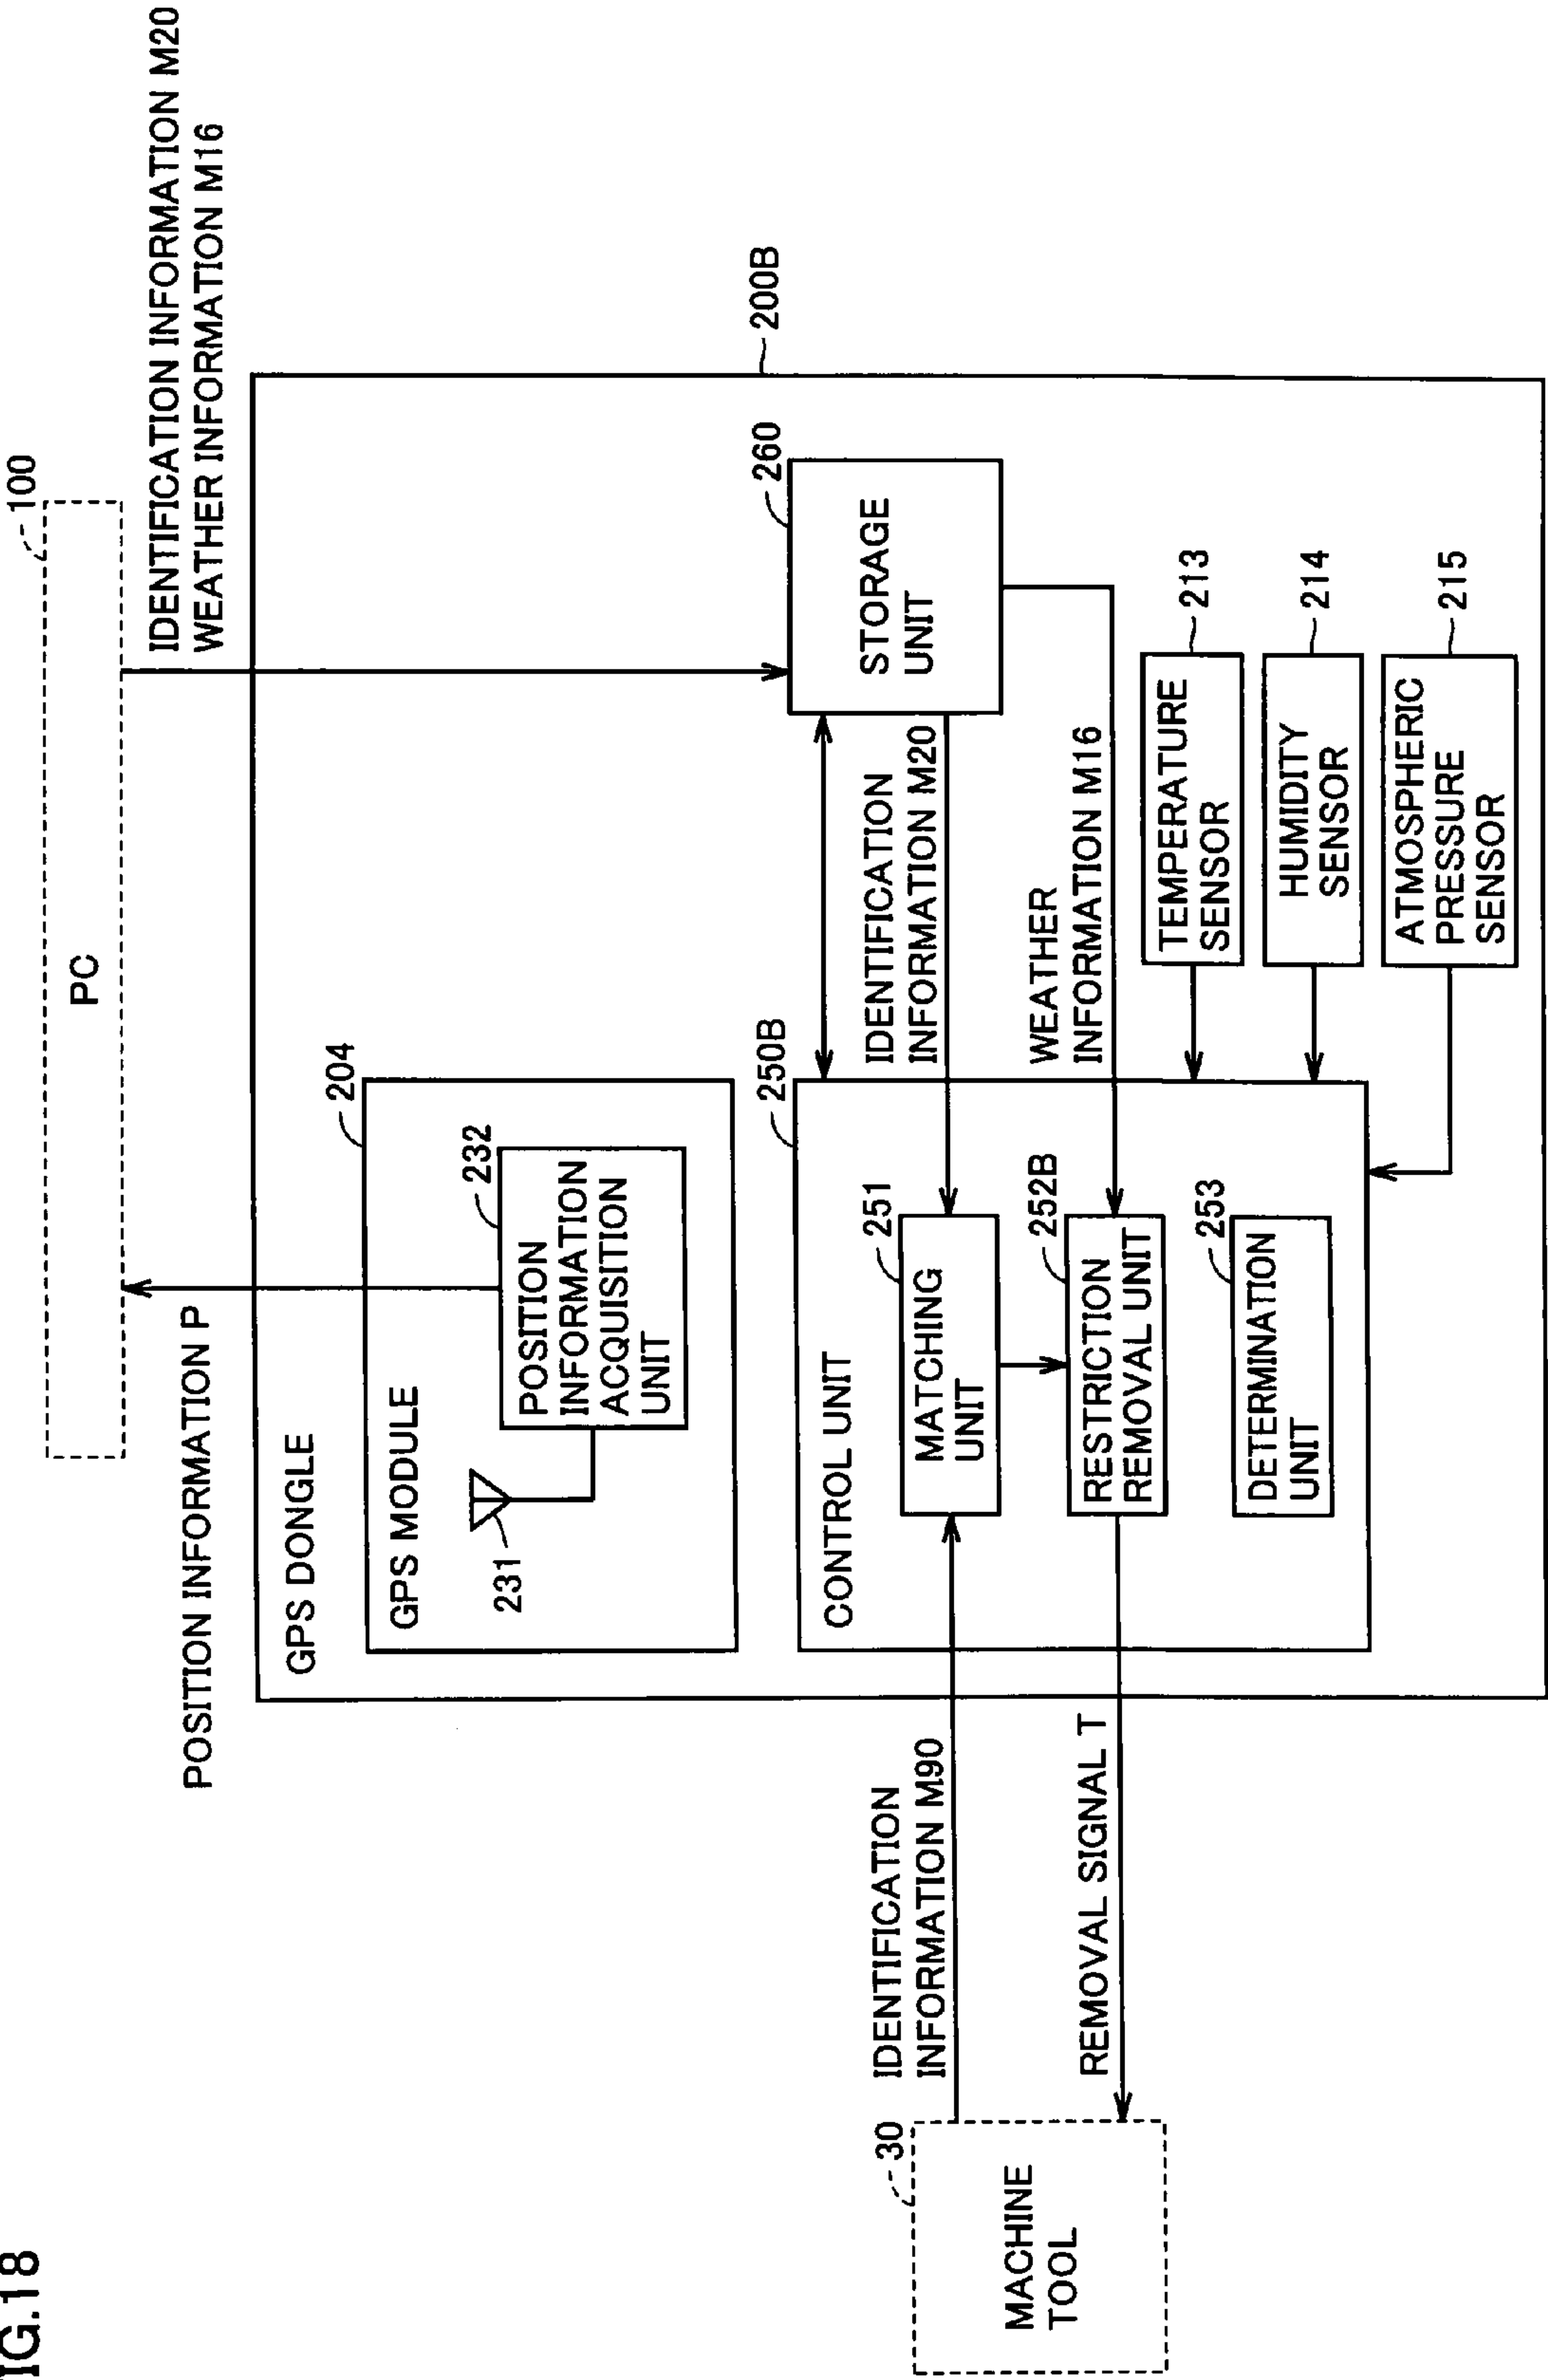 IG.18
100
PC
POSITION INFORMATION P
IDENTIFICATION INFORMATION M20
WEATHER INFORMATION M16
GPS DONGLE
200B
GPS MODULE
204
231
232
POSITION
INFORMATION
ACQUISITION
UNIT
260
STORAGE
UNIT
CONTROL UNIT
250B
IDENTIFICATION
INFORMATION M20
WEATHER
INFORMATION M16
30
MACHINE
TOOL
IDENTIFICATION
INFORMATION M90
REMOVAL SIGNAL T
251
MATCHING
UNIT
252B
RESTRICTION
REMOVAL UNIT
253
DETERMINATION
UNIT
TEMPERATURE
SENSOR
213
HUMIDITY
SENSOR
214
ATMOSPHERIC
PRESSURE
SENSOR
215